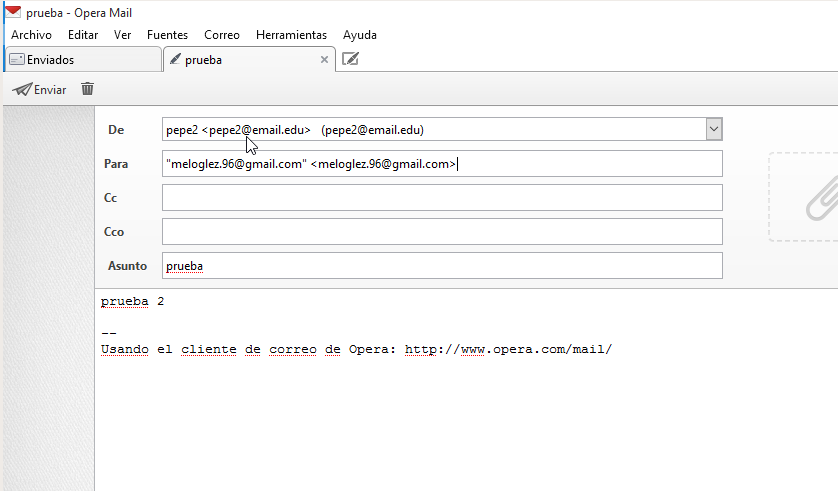 prueba - Opera Mail
Archivo Editar Ver Fuentes Correo Herramientas Ayuda
Enviados prueba
Enviar
De pepe2 <pepe2@email.edu> (pepe2@email.edu)
Para "meloglez.96@gmail.com" <meloglez.96@gmail.com>
Cc
Cco
Asunto prueba
prueba 2
--
Usando el cliente de correo de Opera: http://www.opera.com/mail/